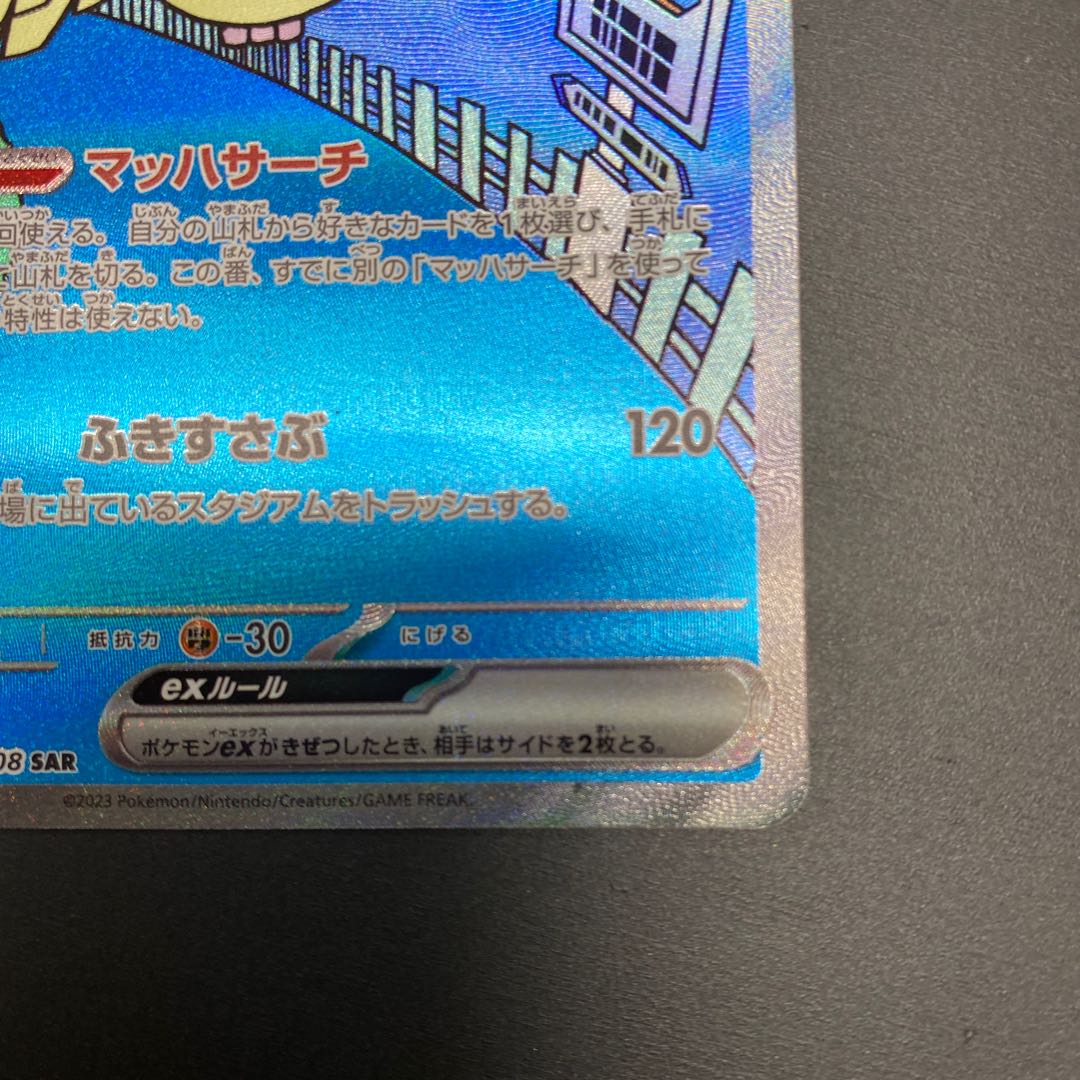 マッハサーチ
回使える。自分の山札から好きなカードを1枚選び、手札に
で山札を切る。この番、すでに別の「マッハサーチ」を使って
特性は使えない。
ふきすさぶ 120
場に出ているスタジアムをトラッシュする。
抵抗力 -30 にげる
exルール
ポケモンexがきぜつしたとき、相手はサイドを2枚とる。
08 SAR
©2023 Pokémon/Nintendo/Creatures/GAME FREAK.